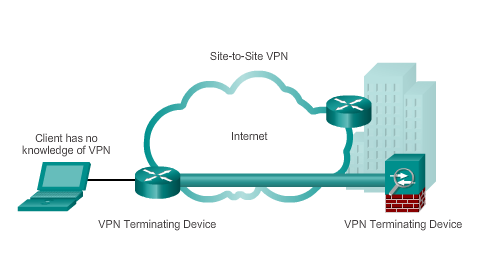 Site-to-Site VPN
Internet
Client has no
knowledge of VPN
VPN Terminating Device
VPN Terminating Device